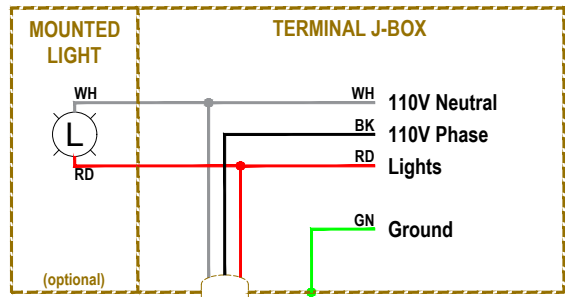 MOUNTED
LIGHT
TERMINAL J-BOX
WH
WH
110V Neutral
BK
110V Phase
L
RD
RD
Lights
GN
Ground
(optional)